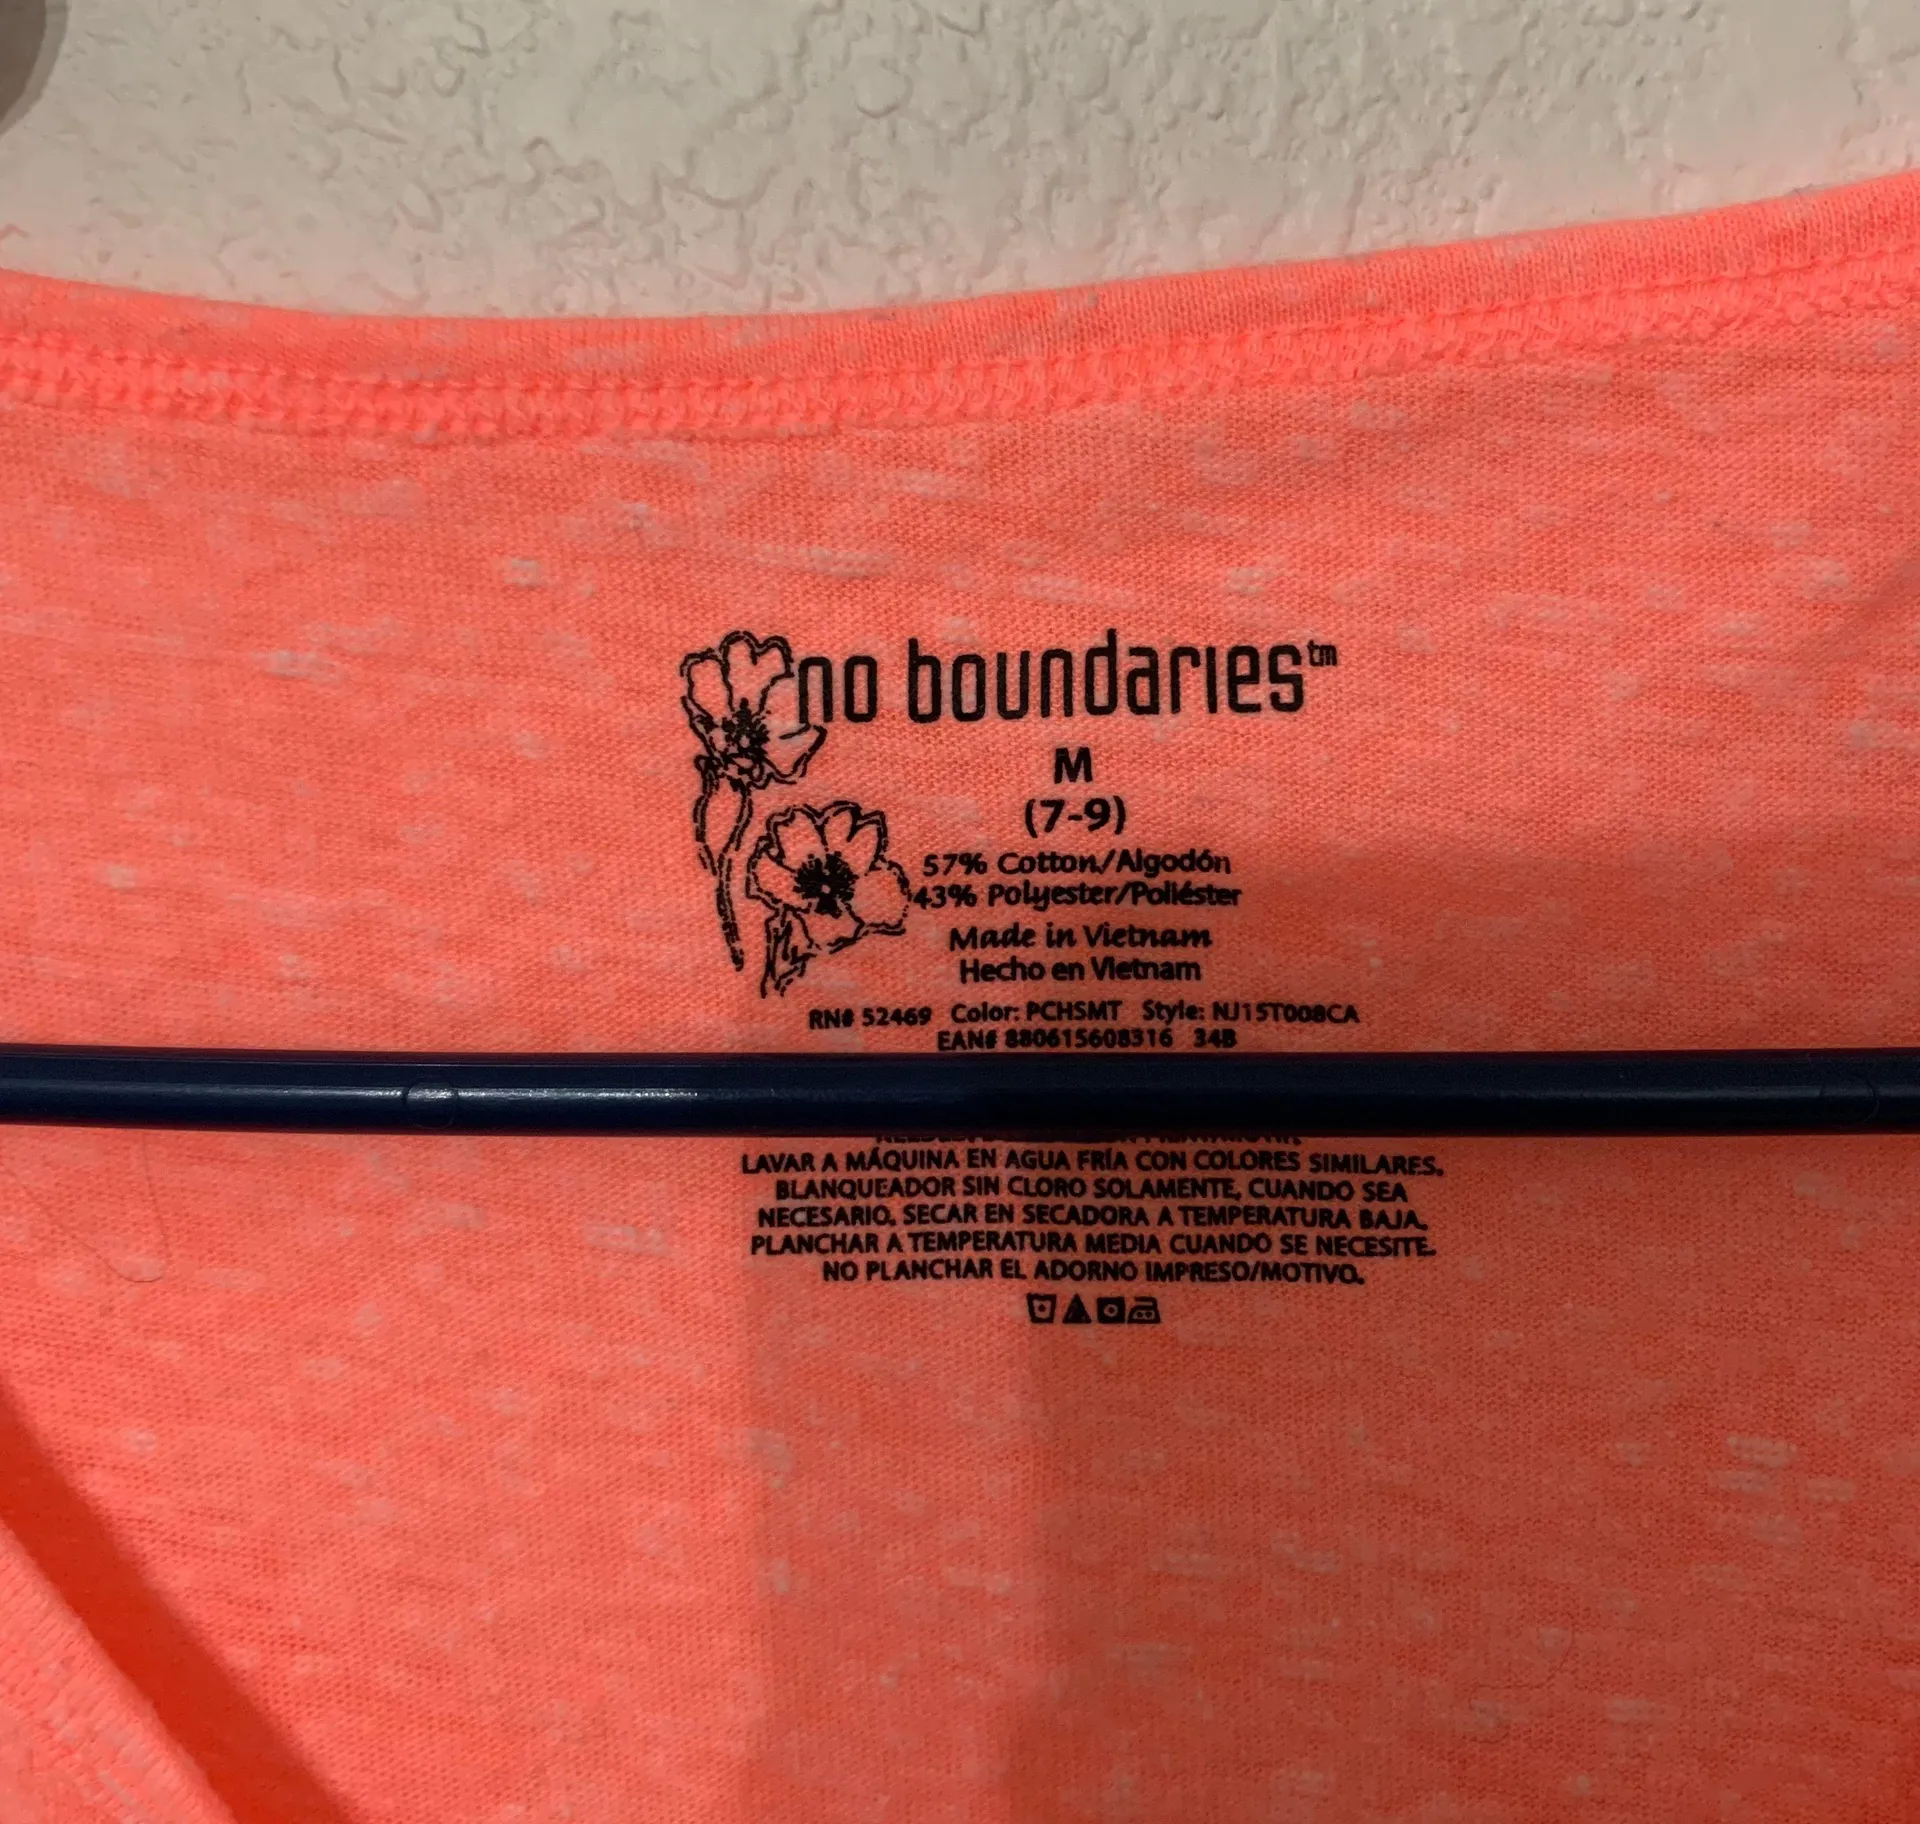 no boundaries™
M
(7-9)
57% Cotton/Algodón
43% Polyester/Poliéster
Made in Vietnam
Hecho en Vietnam
RN# 52469 Color: PCHSMT Style: NJ15T008CA
EAN# 880615608316 34B
LAVAR A MÁQUINA EN AGUA FRÍA CON COLORES SIMILARES.
BLANQUEADOR SIN CLORO SOLAMENTE, CUANDO SEA
NECESARIO. SECAR EN SECADORA A TEMPERATURA BAJA.
PLANCHAR A TEMPERATURA MEDIA CUANDO SE NECESITE.
NO PLANCHAR EL ADORNO IMPRESO/MOTIVO.